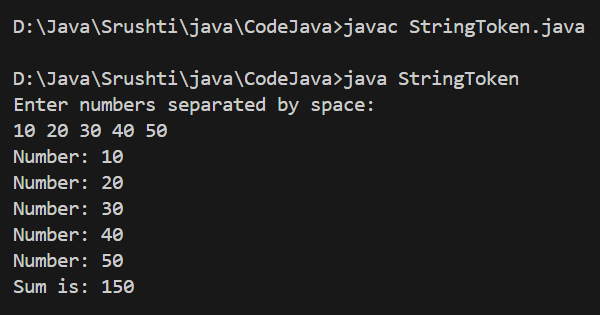 D:\Java\Srushti\java\CodeJava>javac StringToken.java
D:\Java\Srushti\java\CodeJava>java StringToken
Enter numbers separated by space:
10 20 30 40 50
Number: 10
Number: 20
Number: 30
Number: 40
Number: 50
Sum is: 150